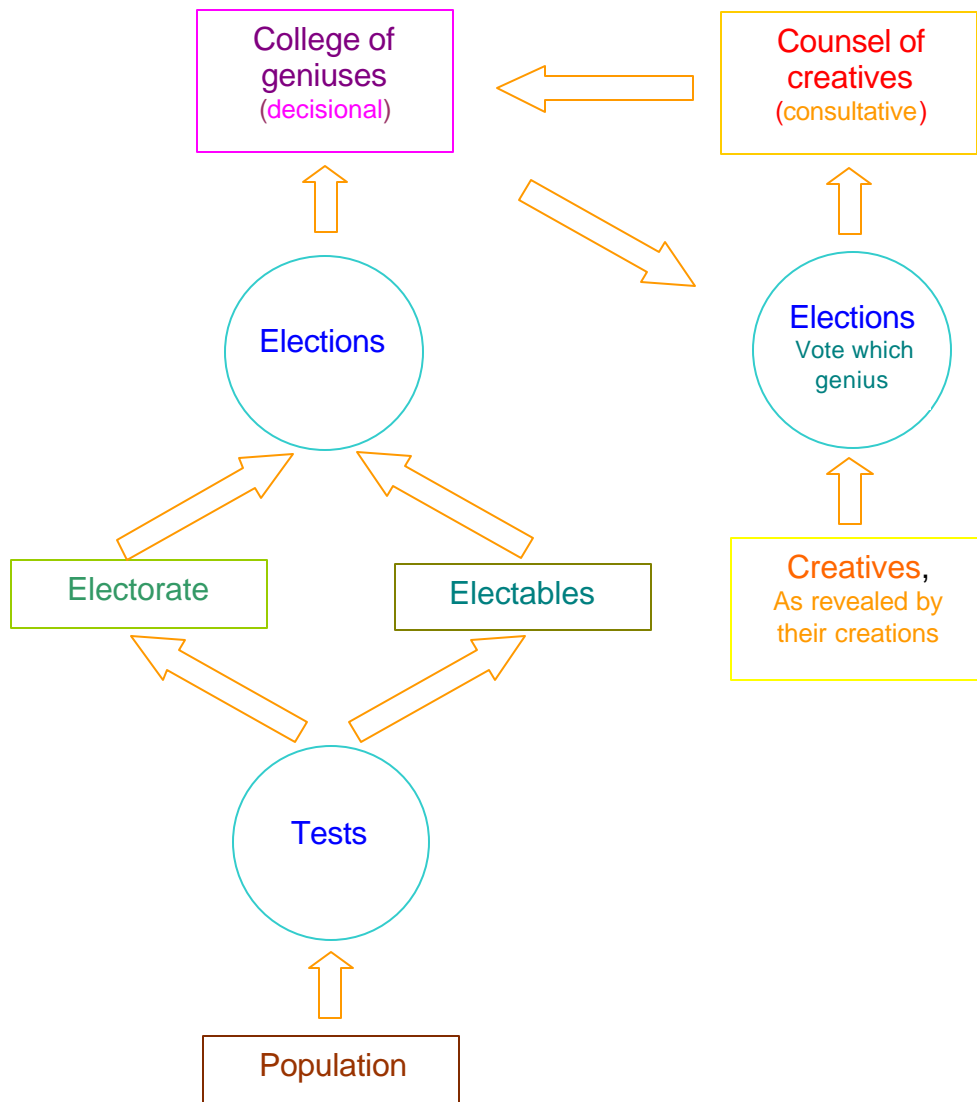 College of
geniuses
(decisional)
Counsel of
creatives
(consultative)
Elections
Elections
Vote which
genius
Electorate
Electables
Creatives,
As revealed by
their creations
Tests
Population